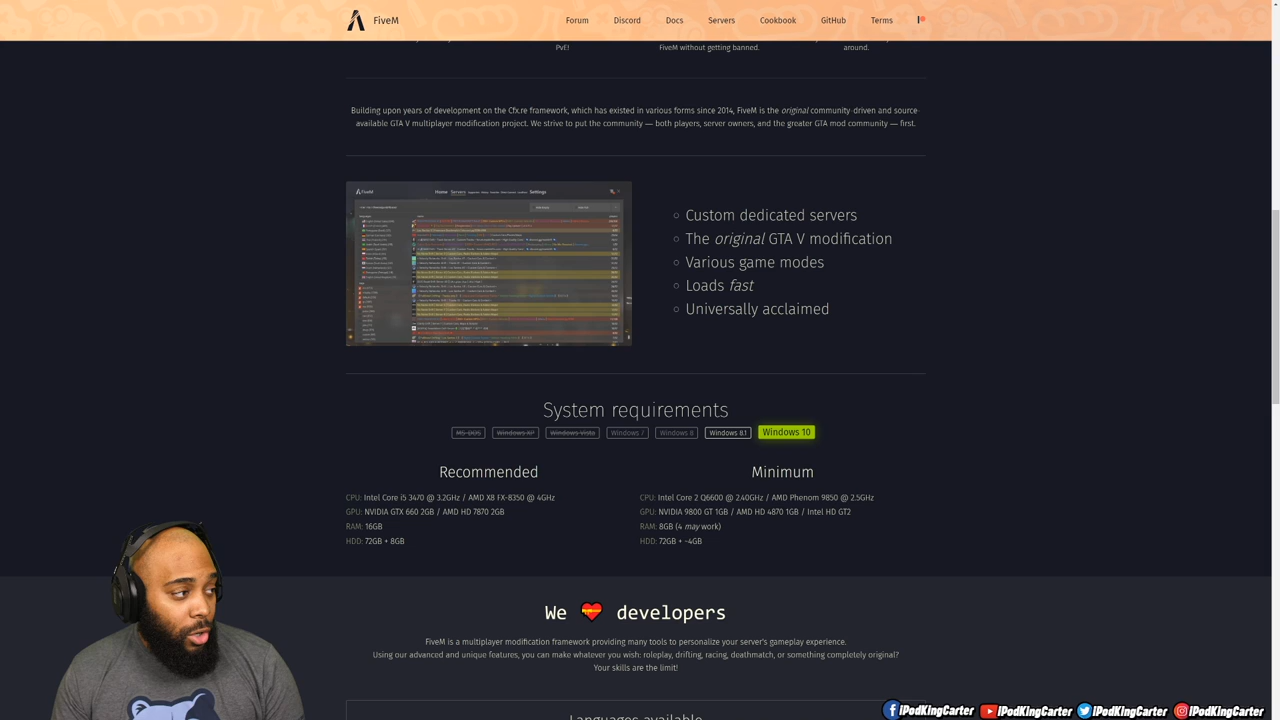 FiveM
Forum Discord Docs Servers Cookbook GitHub Terms
PvE!
FiveM without getting banned.
around.
Building upon years of development on the Cfx.re framework, which has existed in various forms since 2014, FiveM is the original community-driven and source-
available GTA V multiplayer modification project. We strive to put the community — both players, server owners, and the greater GTA mod community — first.
FiveM Home Servers Settings
Custom dedicated servers
The original GTA V modification
Various game modes
Loads fast
Universally acclaimed
System requirements
MS-DOS Windows XP Windows Vista Windows 7 Windows 8 Windows 8.1 Windows 10
Recommended
CPU: Intel Core i5 3470 @ 3.2GHz / AMD X8 FX-8350 @ 4GHz
GPU: NVIDIA GTX 660 2GB / AMD HD 7870 2GB
RAM: 16GB
HDD: 72GB + 8GB
Minimum
CPU: Intel Core 2 Q6600 @ 2.40GHz / AMD Phenom 9850 @ 2.5GHz
GPU: NVIDIA 9800 GT 1GB / AMD HD 4870 1GB / Intel HD GT2
RAM: 8GB (4 may work)
HDD: 72GB + ~4GB
We developers
FiveM is a multiplayer modification framework providing many tools to personalize your server's gameplay experience.
Using our advanced and unique features, you can make whatever you wish: roleplay, drifting, racing, deathmatch, or something completely original?
Your skills are the limit!
Languages available
IPodKingCarter IPodKingCarter IPodKingCarter IPodKingCarter